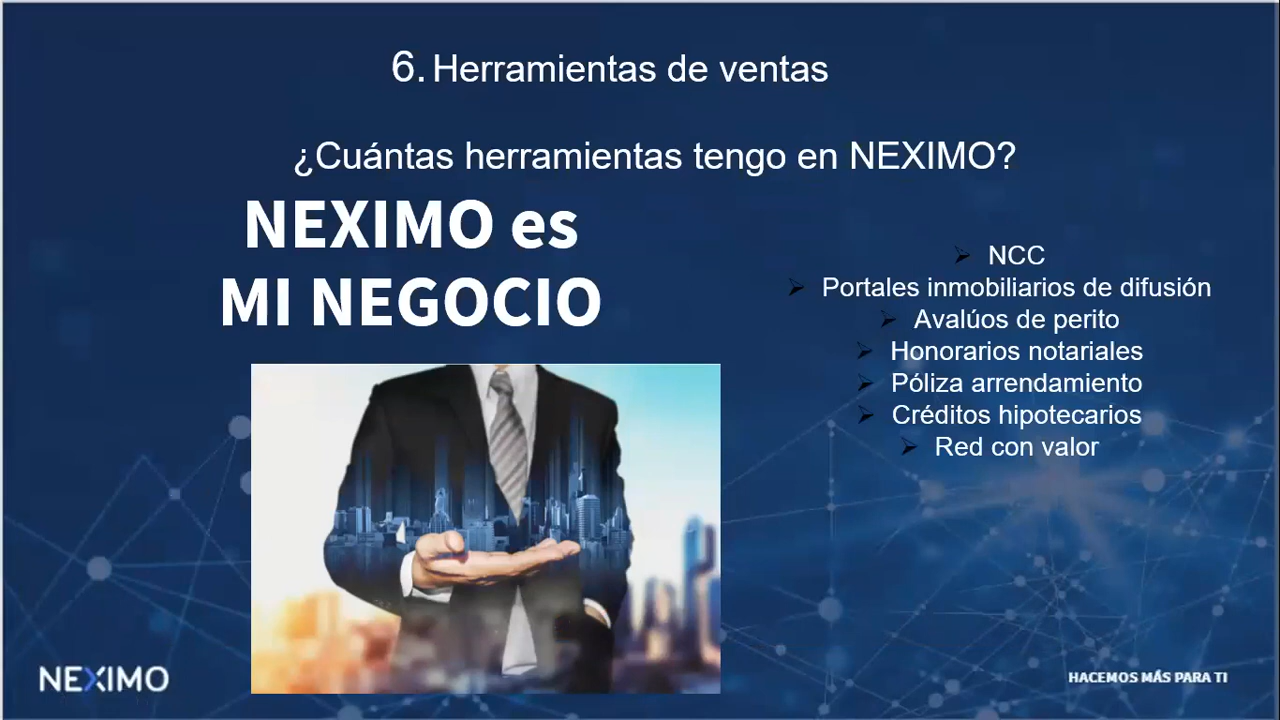 6. Herramientas de ventas
¿Cuántas herramientas tengo en NEXIMO?
NEXIMO es
MI NEGOCIO
NCC
Portales inmobiliarios de difusión
Avalúos de perito
Honorarios notariales
Póliza arrendamiento
Créditos hipotecarios
Red con valor
NEXIMO
HACEMOS MÁS PARA TI